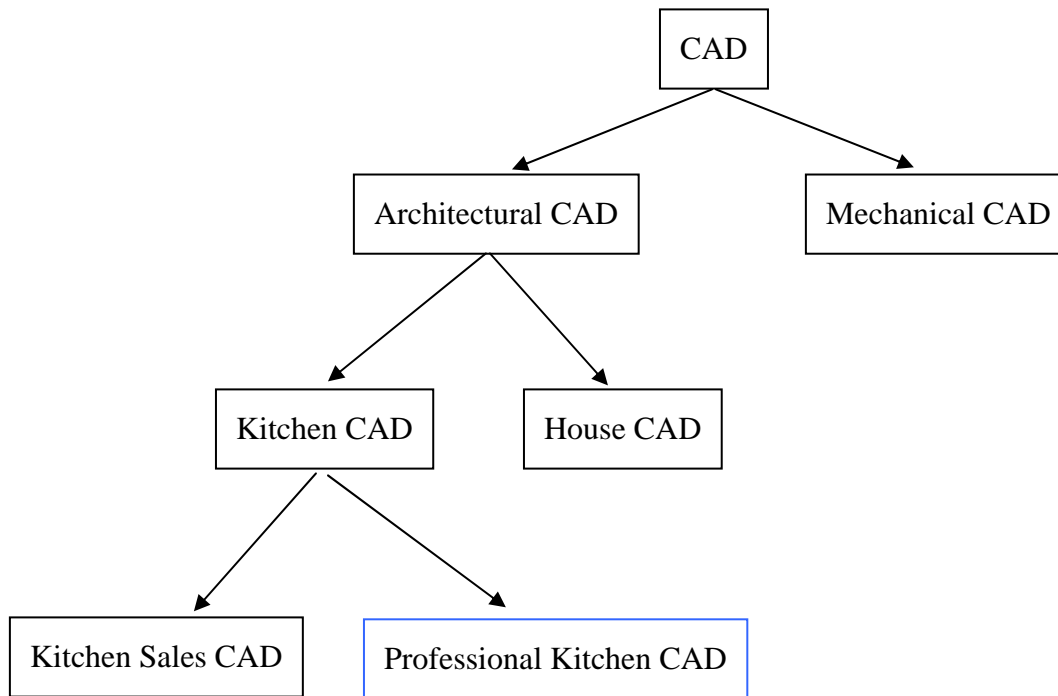 CAD
Architectural CAD
Mechanical CAD
Kitchen CAD
House CAD
Kitchen Sales CAD
Professional Kitchen CAD